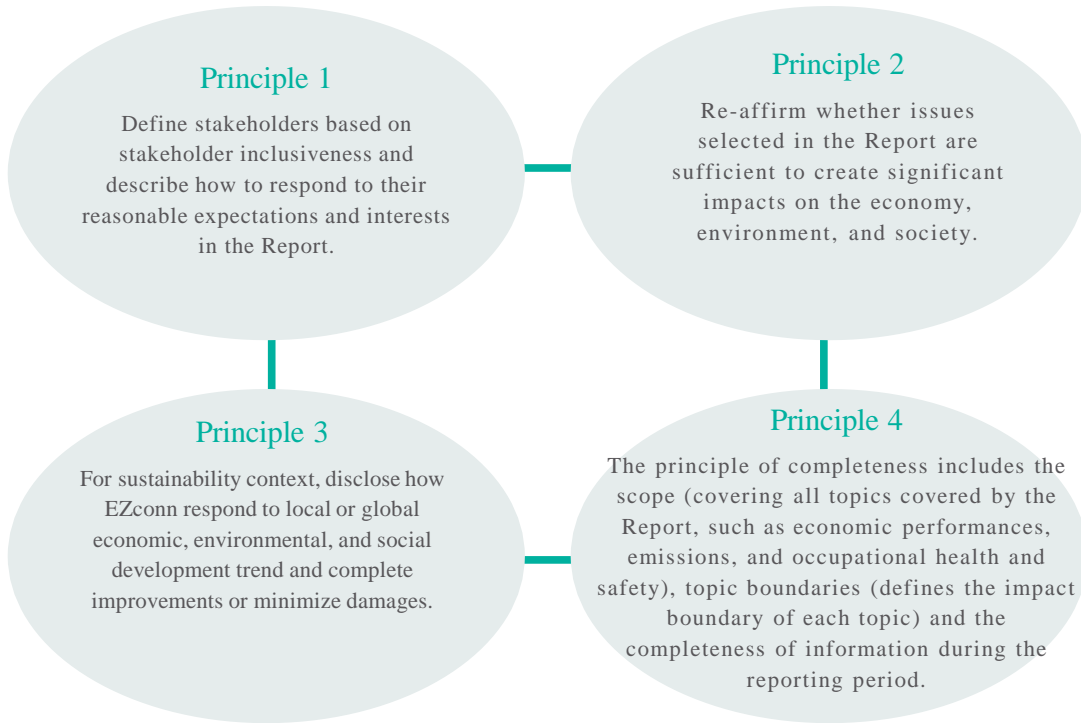 Principle 1
Define stakeholders based on
stakeholder inclusiveness and
describe how to respond to their
reasonable expectations and interests
in the Report.
Principle 2
Re-affirm whether issues
selected in the Report are
sufficient to create significant
impacts on the economy,
environment, and society.
Principle 3
For sustainability context, disclose how
EZconn respond to local or global
economic, environmental, and social
development trend and complete
improvements or minimize damages.
Principle 4
The principle of completeness includes the
scope (covering all topics covered by the
Report, such as economic performances,
emissions, and occupational health and
safety), topic boundaries (defines the impact
boundary of each topic) and the
completeness of information during the
reporting period.